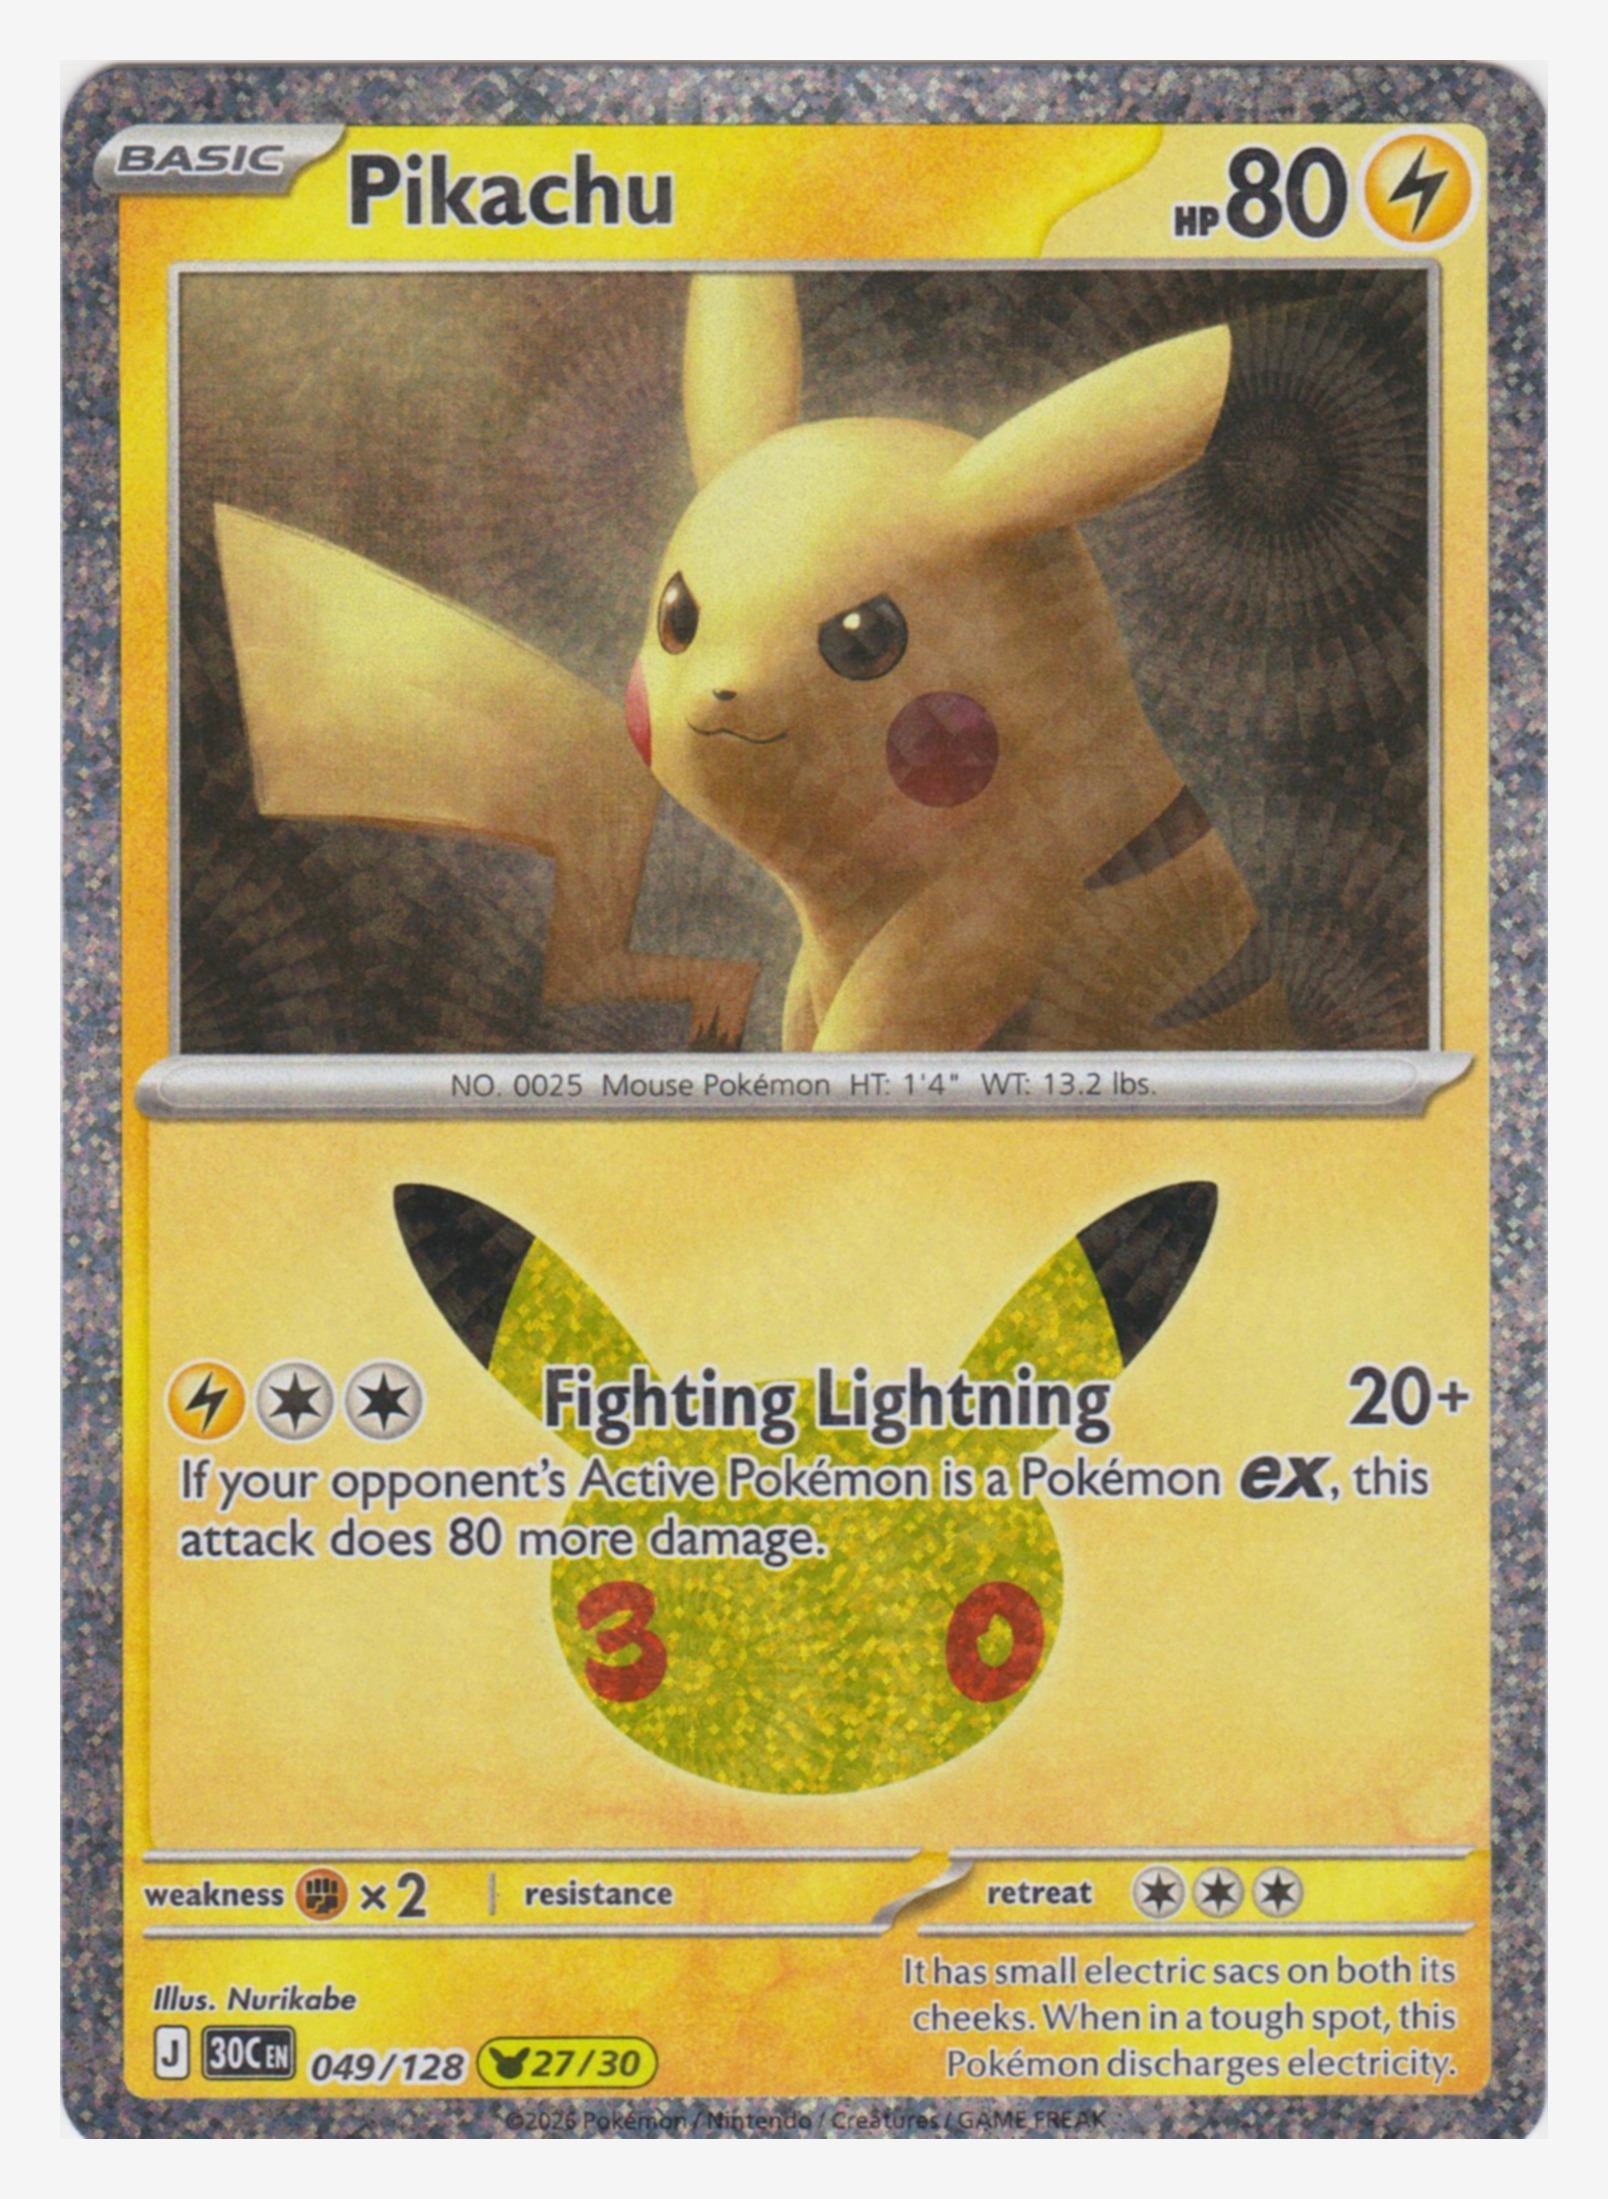 BASIC
Pikachu
HP 80
NO. 0025 Mouse Pokémon HT: 1'4" WT: 13.2 lbs.
Fighting Lightning 20+
If your opponent's Active Pokémon is a Pokémon ex, this
attack does 80 more damage.
3 0
weakness ×2 resistance retreat
It has small electric sacs on both its
cheeks. When in a tough spot, this
Pokémon discharges electricity.
Illus. Nurikabe
J 30C EN 049/128 27/30
©2026 Pokémon / Nintendo / Creatures / GAME FREAK